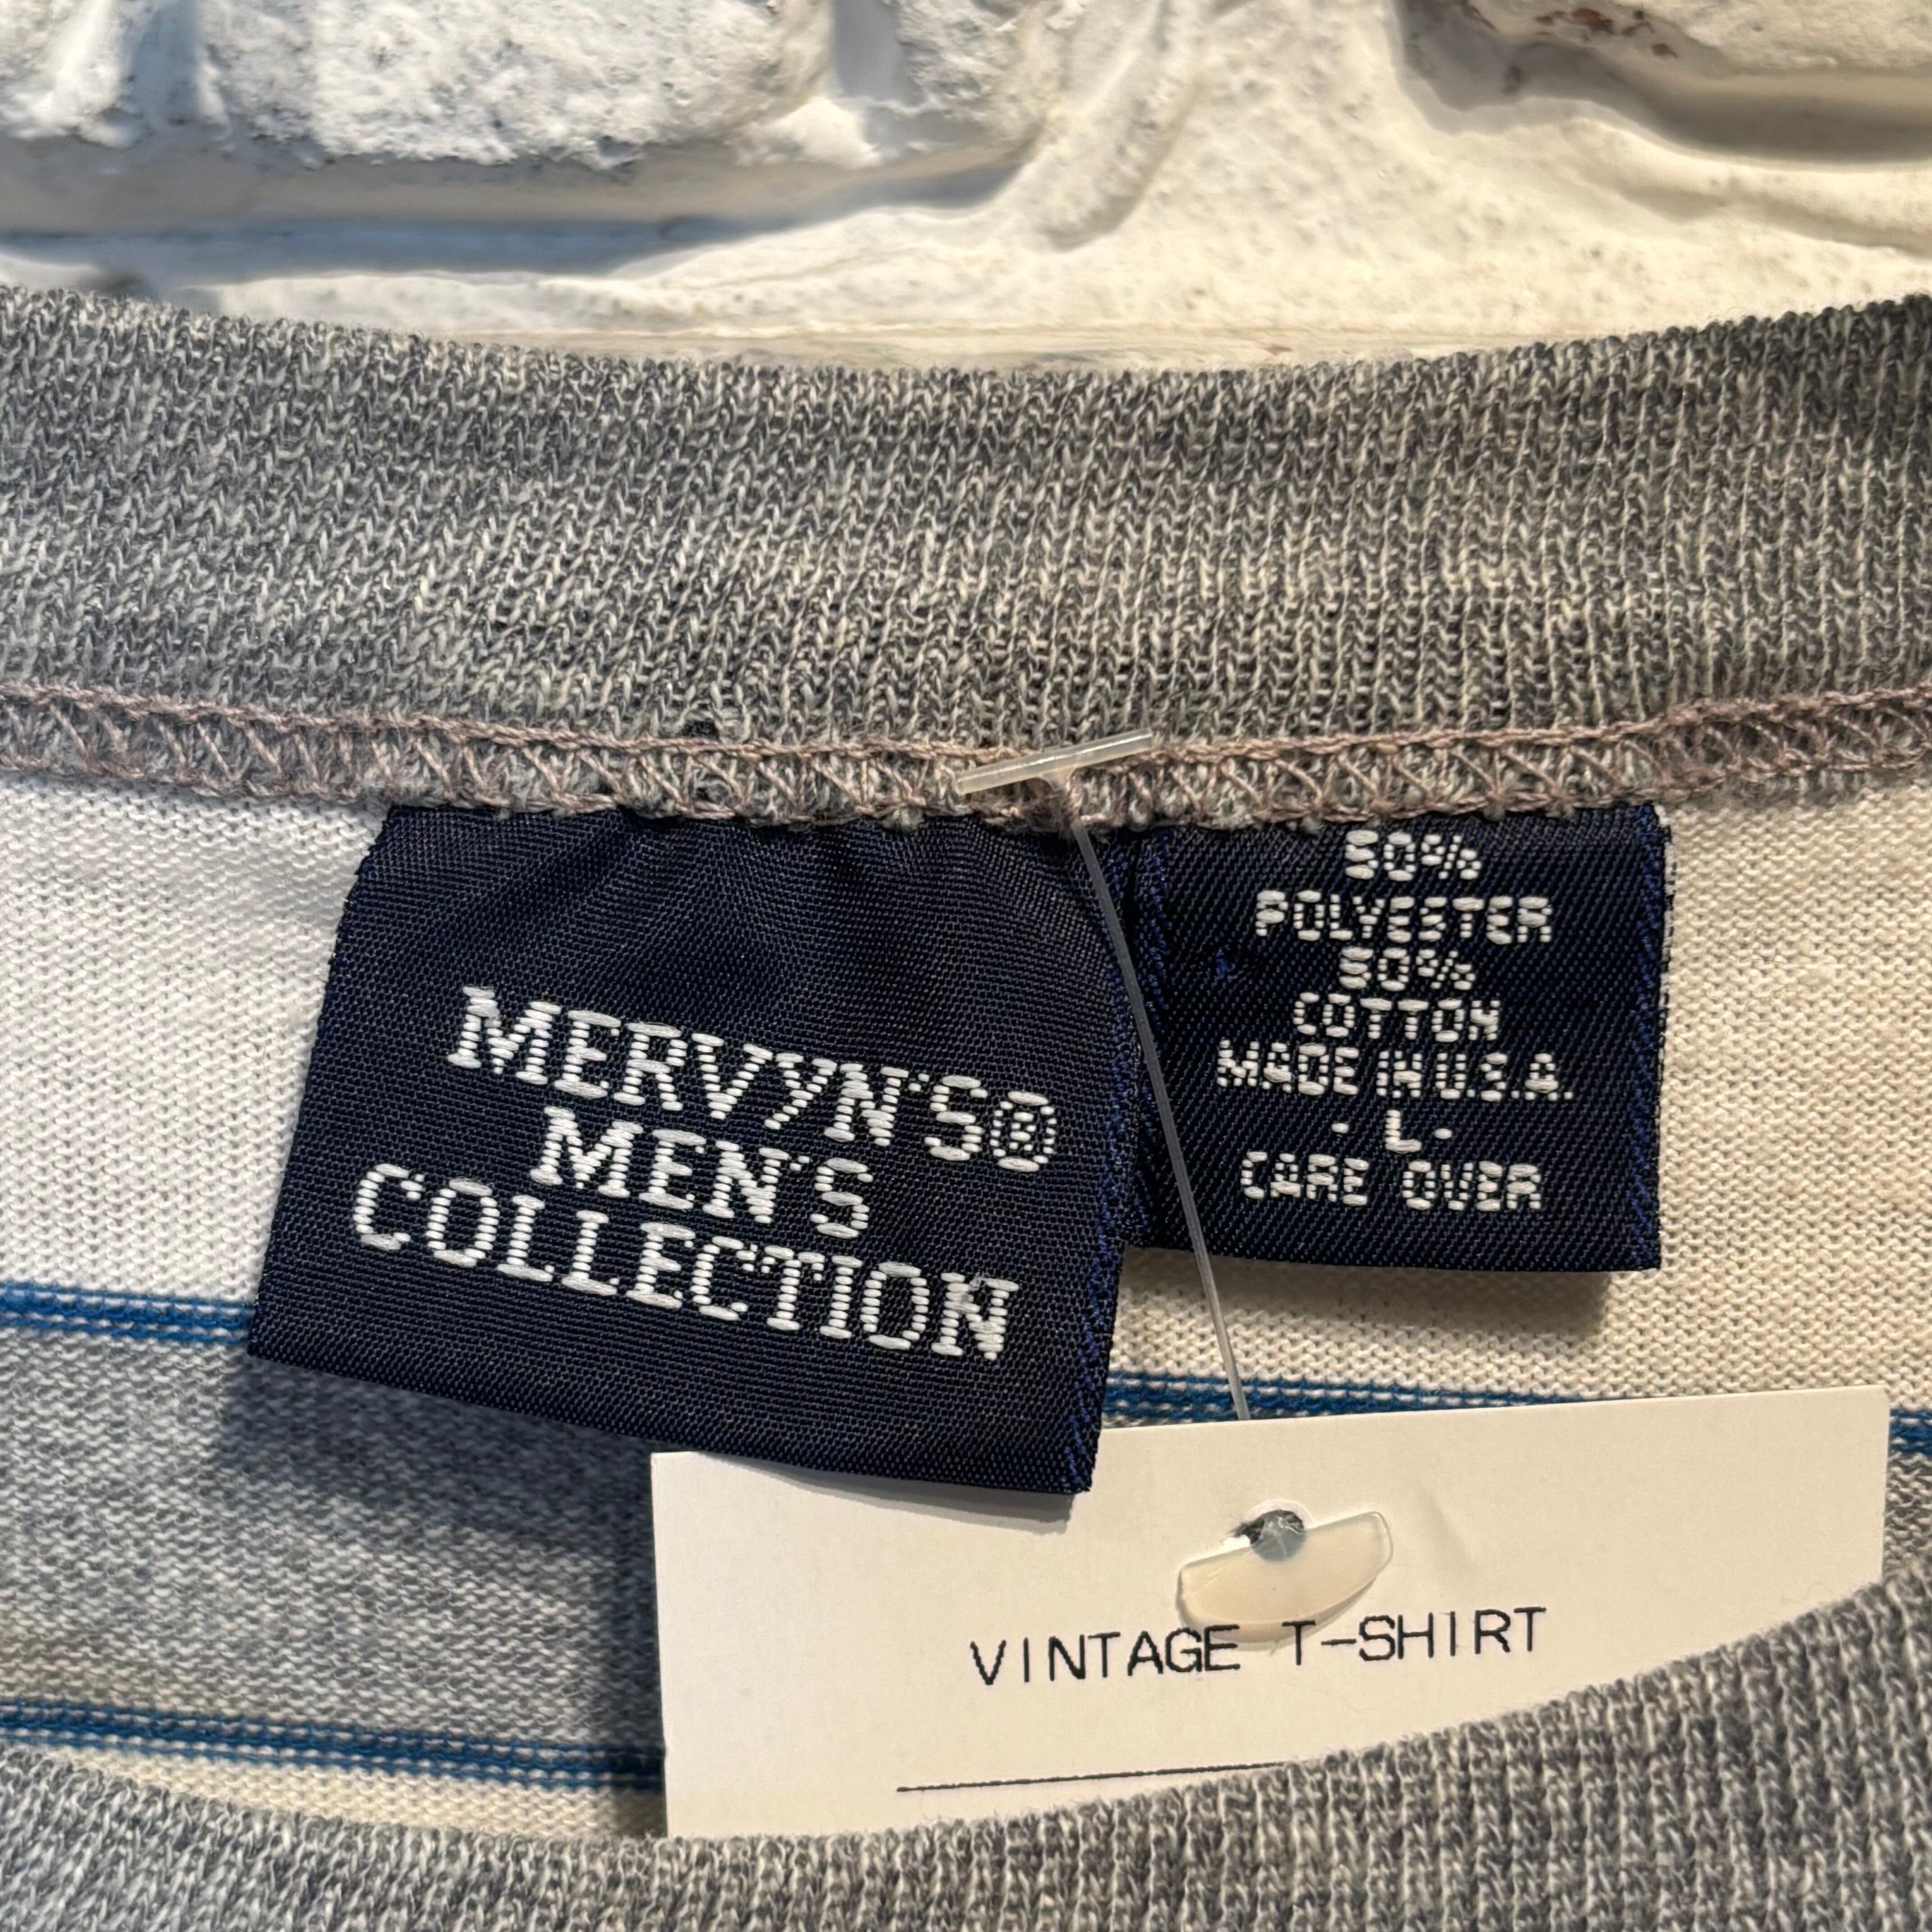 MERVYN'S®
MEN'S
COLLECTION
50%
POLYESTER
50%
COTTON
MADE IN U.S.A.
- L -
CARE OVER
VINTAGE T-SHIRT